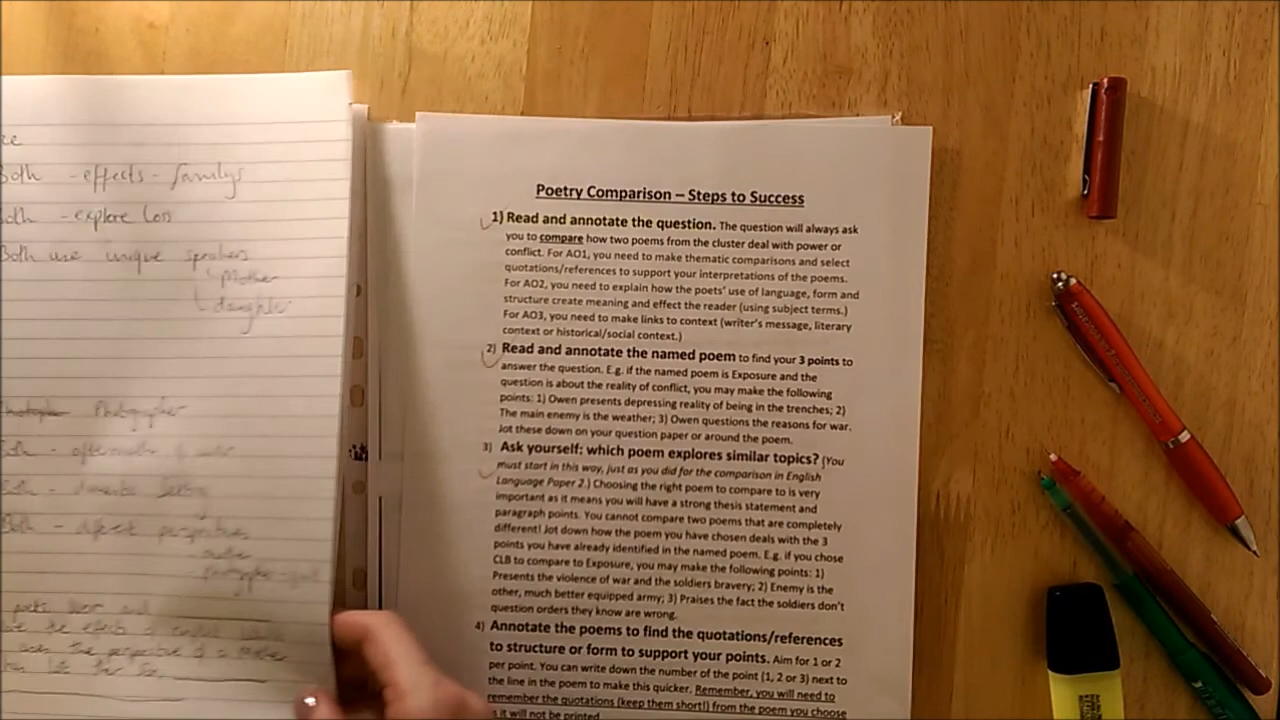 Both - effects - familys
Both - explore loss
Both use unique speakers
Mother
daughter
Photographer
Both - aftermath of war
Both - domestic setting
Both - different perspectives
Poetry Comparison – Steps to Success
1) Read and annotate the question. The question will always ask
you to compare how two poems from the cluster deal with power or
conflict. For AO1, you need to make thematic comparisons and select
quotations/references to support your interpretations of the poems.
For AO2, you need to explain how the poets' use of language, form and
structure create meaning and effect the reader (using subject terms.)
For AO3, you need to make links to context (writer's message, literary
context or historical/social context.)
2) Read and annotate the named poem to find your 3 points to
answer the question. E.g. if the named poem is Exposure and the
question is about the reality of conflict, you may make the following
points: 1) Owen presents depressing reality of being in the trenches; 2)
The main enemy is the weather; 3) Owen questions the reasons for war.
Jot these down on your question paper or around the poem.
3) Ask yourself: which poem explores similar topics? (You
must start in this way, just as you did for the comparison in English
Language Paper 2.) Choosing the right poem to compare to is very
important as it means you will have a strong thesis statement and
paragraph points. You cannot compare two poems that are completely
different! Jot down how the poem you have chosen deals with the 3
points you have already identified in the named poem. E.g. if you chose
CLB to compare to Exposure, you may make the following points: 1)
Presents the violence of war and the soldiers bravery; 2) Enemy is the
other, much better equipped army; 3) Praises the fact the soldiers don't
question orders they know are wrong.
4) Annotate the poems to find the quotations/references
to structure or form to support your points. Aim for 1 or 2
per point. You can write down the number of the point (1, 2 or 3) next to
the line in the poem to make this quicker. Remember, you will need to
remember the quotations (keep them short!) from the poem you choose
as it will not be printed